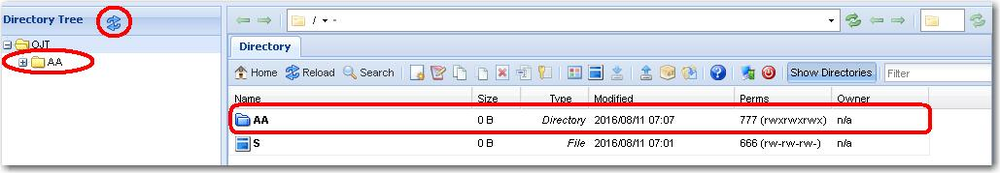 Directory Tree
OJT
AA
/ -
Directory
Home Reload Search Show Directories Filter
Name Size Type Modified Perms Owner
AA 0 B Directory 2016/08/11 07:07 777 (rwxrwxrwx) n/a
S 0 B File 2016/08/11 07:01 666 (rw-rw-rw-) n/a